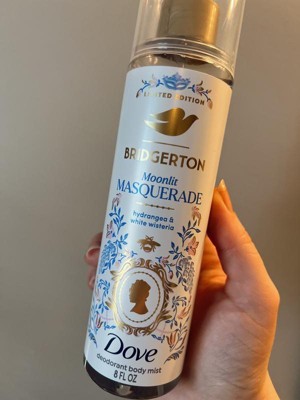 LIMITED EDITION
BRIDGERTON
Moonlit
MASQUERADE
hydrangea &
white wisteria
Dove
deodorant body mist
8 FL OZ